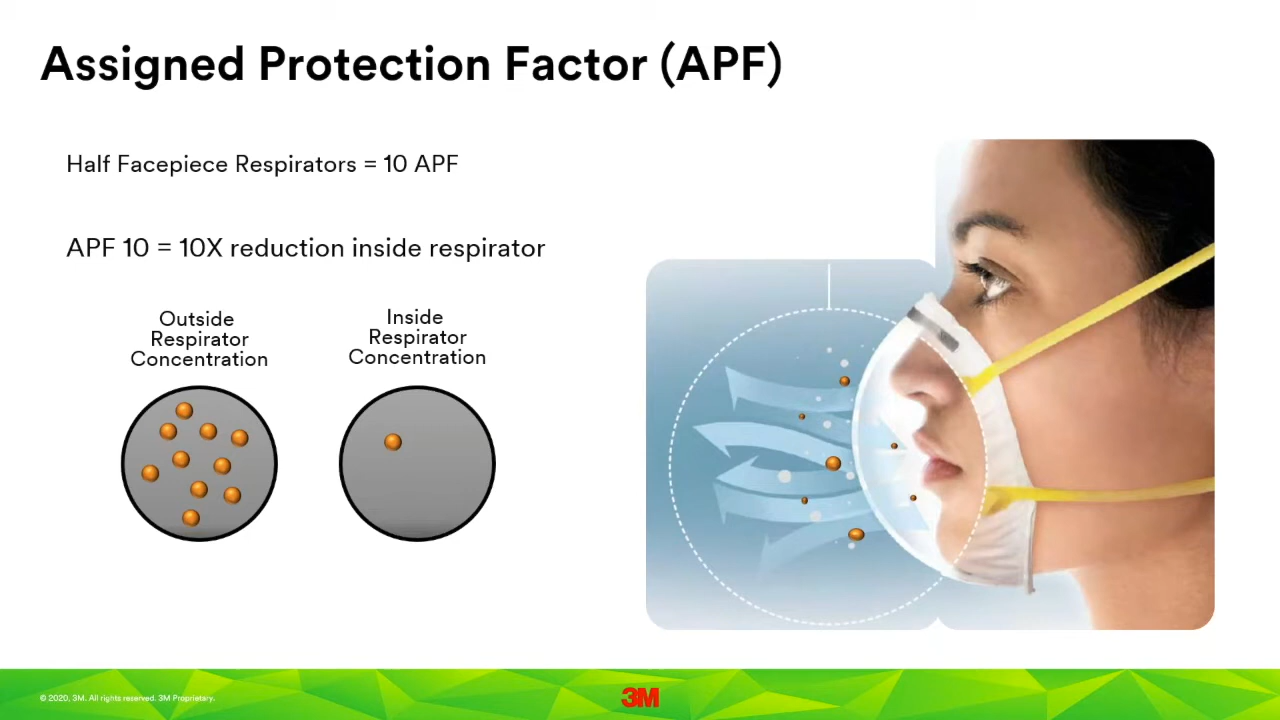 Assigned Protection Factor (APF)
Half Facepiece Respirators = 10 APF
APF 10 = 10X reduction inside respirator
Outside
Respirator
Concentration
Inside
Respirator
Concentration
© 2020, 3M. All rights reserved. 3M Proprietary.
3M